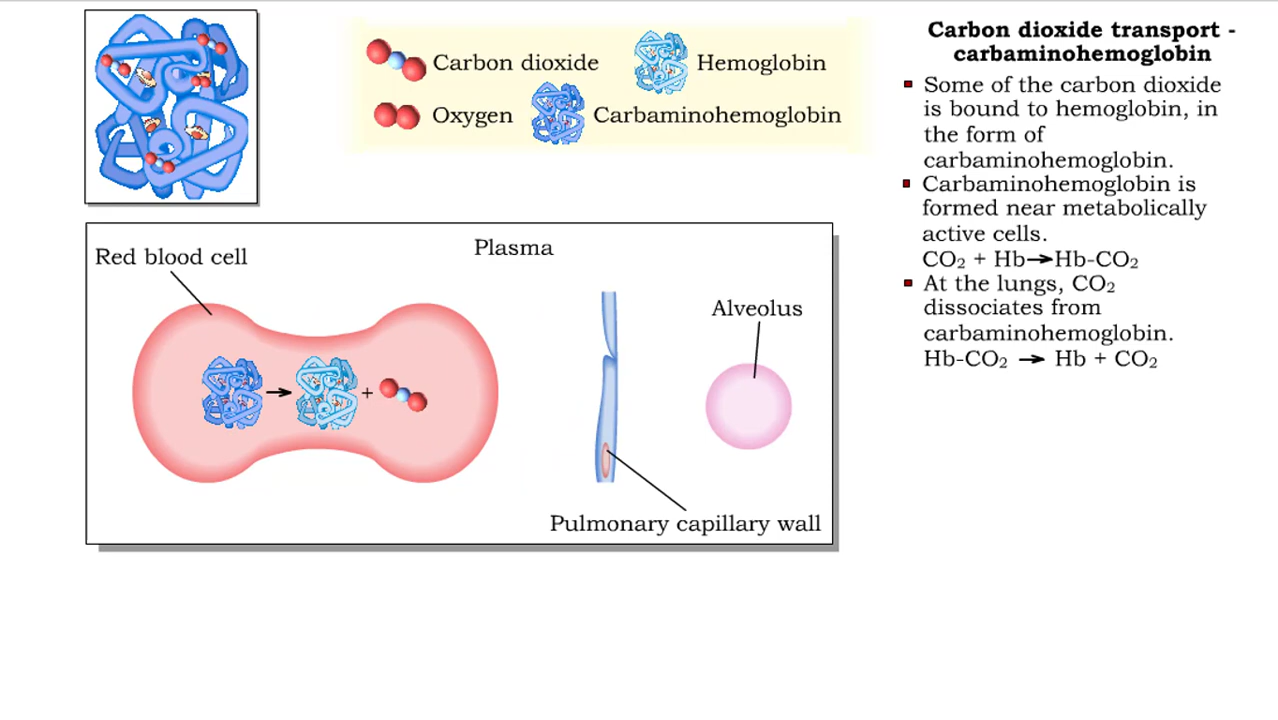 Carbon dioxide
Hemoglobin
Oxygen
Carbaminohemoglobin
Red blood cell
Plasma
+
Alveolus
Pulmonary capillary wall
Carbon dioxide transport -
carbaminohemoglobin
▪ Some of the carbon dioxide
is bound to hemoglobin, in
the form of
carbaminohemoglobin.
▪ Carbaminohemoglobin is
formed near metabolically
active cells.
CO₂ + Hb→Hb-CO₂
▪ At the lungs, CO₂
dissociates from
carbaminohemoglobin.
Hb-CO₂ → Hb + CO₂